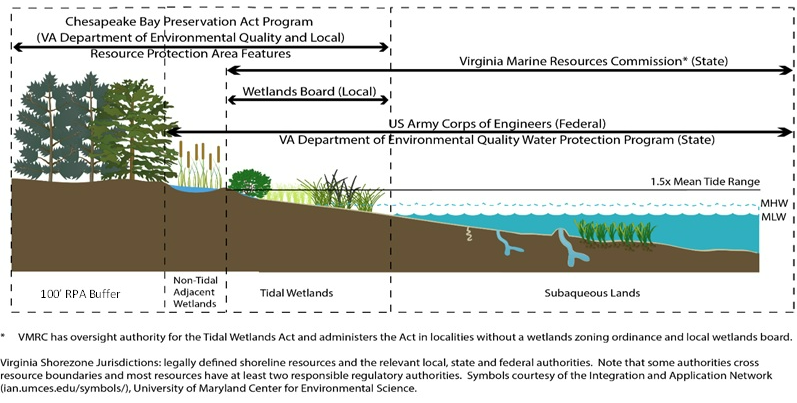 Chesapeake Bay Preservation Act Program
(VA Department of Environmental Quality and Local)
Resource Protection Area Features
Virginia Marine Resources Commission* (State)
Wetlands Board (Local)
US Army Corps of Engineers (Federal)
VA Department of Environmental Quality Water Protection Program (State)
1.5x Mean Tide Range
MHW
MLW
100' RPA Buffer
Non-Tidal
Adjacent
Wetlands
Tidal Wetlands
Subaqueous Lands
* VMRC has oversight authority for the Tidal Wetlands Act and administers the Act in localities without a wetlands zoning ordinance and local wetlands board.
Virginia Shorezone Jurisdictions: legally defined shoreline resources and the relevant local, state and federal authorities. Note that some authorities cross
resource boundaries and most resources have at least two responsible regulatory authorities. Symbols courtesy of the Integration and Application Network
(ian.umces.edu/symbols/), University of Maryland Center for Environmental Science.